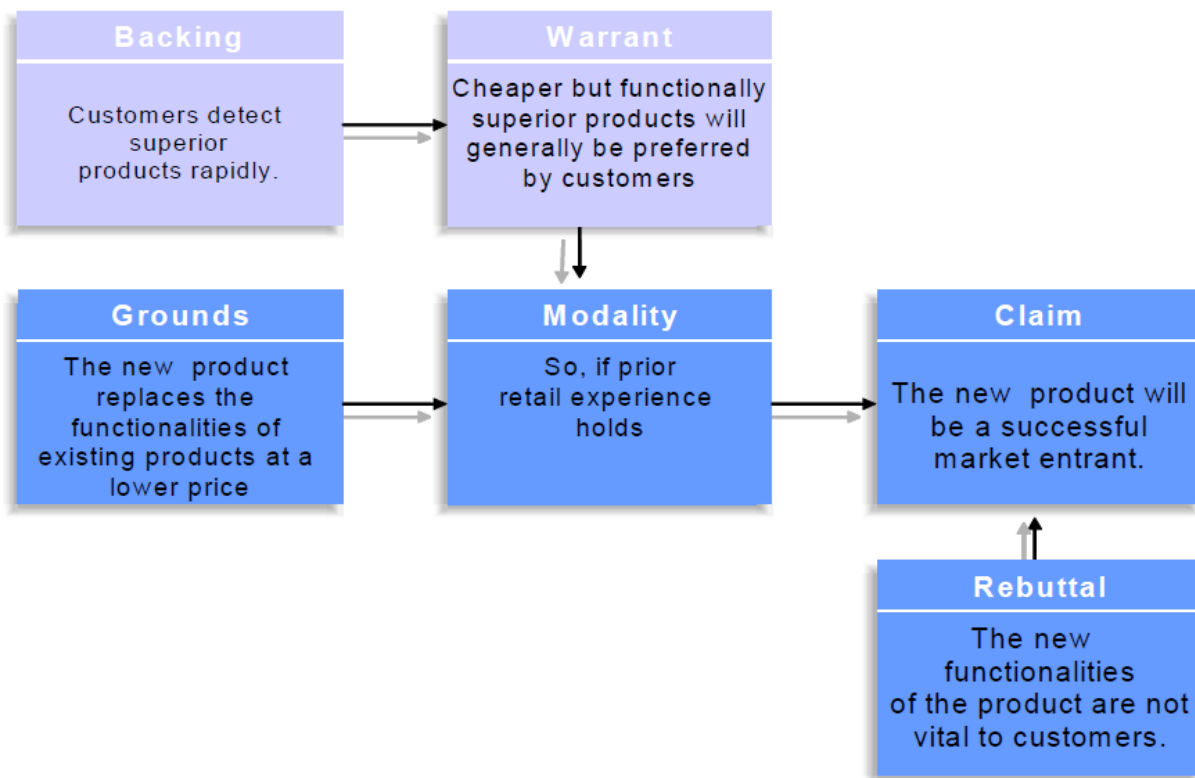 Backing
Customers detect
superior
products rapidly.
Warrant
Cheaper but functionally
superior products will
generally be preferred
by customers
Grounds
The new product
replaces the
functionalities of
existing products at a
lower price
Modality
So, if prior
retail experience
holds
Claim
The new product will
be a successful
market entrant.
Rebuttal
The new
functionalities
of the product are not
vital to customers.